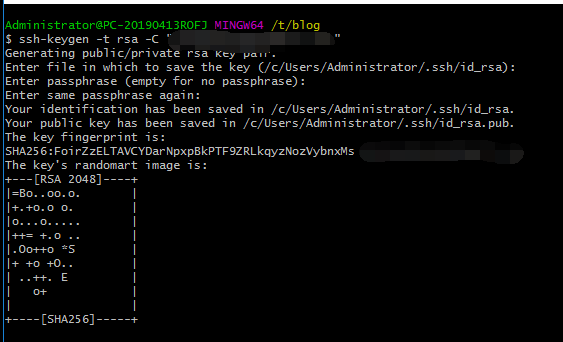 Administrator@PC-20190413ROFJ MINGW64 /t/blog
$ ssh-keygen -t rsa -C "                    "
Generating public/private rsa key pair.
Enter file in which to save the key (/c/Users/Administrator/.ssh/id_rsa):
Enter passphrase (empty for no passphrase):
Enter same passphrase again:
Your identification has been saved in /c/Users/Administrator/.ssh/id_rsa.
Your public key has been saved in /c/Users/Administrator/.ssh/id_rsa.pub.
The key fingerprint is:
SHA256:FoirZzELTAVCYDarNpxpBkPTF9ZRLkqyzNozVybnxMs
The key's randomart image is:
+---[RSA 2048]----+
|=Bo..oo.o.       |
|+.+o.o o.        |
|o...o.....       |
|++= +.o ..       |
|.Oo++o *S        |
|+ +o +O..        |
| ..++. E         |
|   o+            |
|                 |
+----[SHA256]-----+